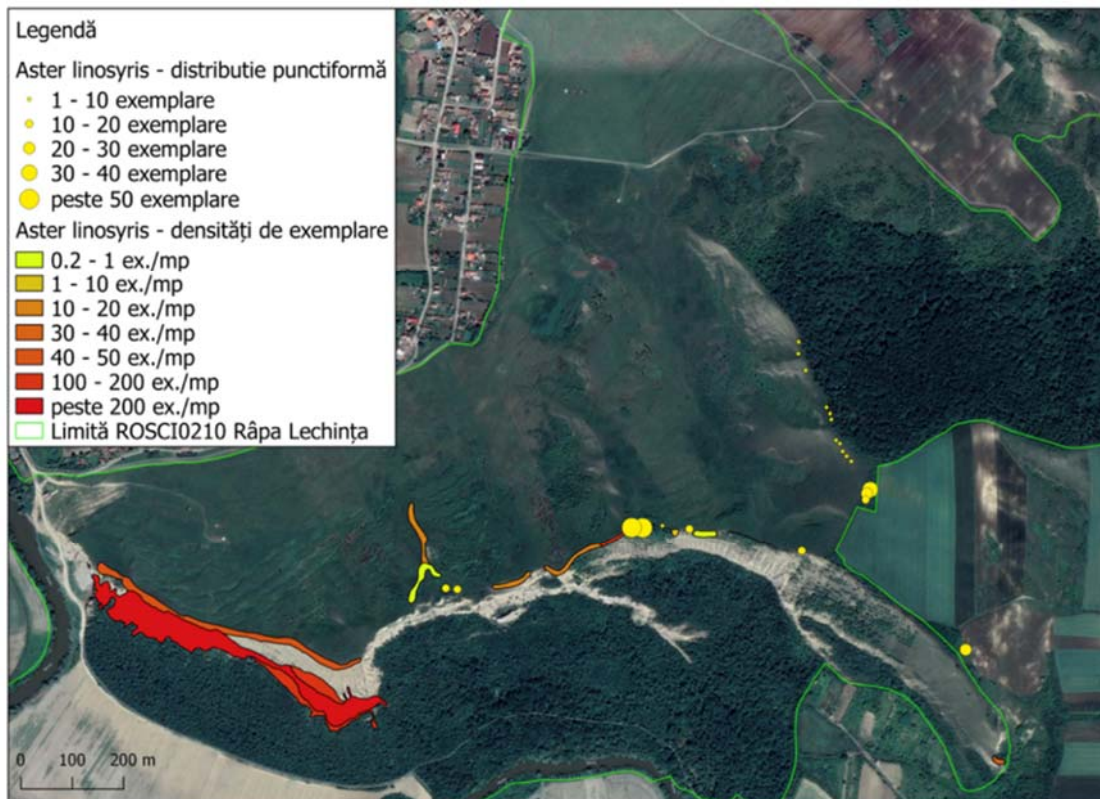 Legendă
Aster linosyris - distributie punctiformă
1 - 10 exemplare
10 - 20 exemplare
20 - 30 exemplare
30 - 40 exemplare
peste 50 exemplare
Aster linosyris - densități de exemplare
0.2 - 1 ex./mp
1 - 10 ex./mp
10 - 20 ex./mp
30 - 40 ex./mp
40 - 50 ex./mp
100 - 200 ex./mp
peste 200 ex./mp
Limită ROSCI0210 Râpa Lechința
0 100 200 m